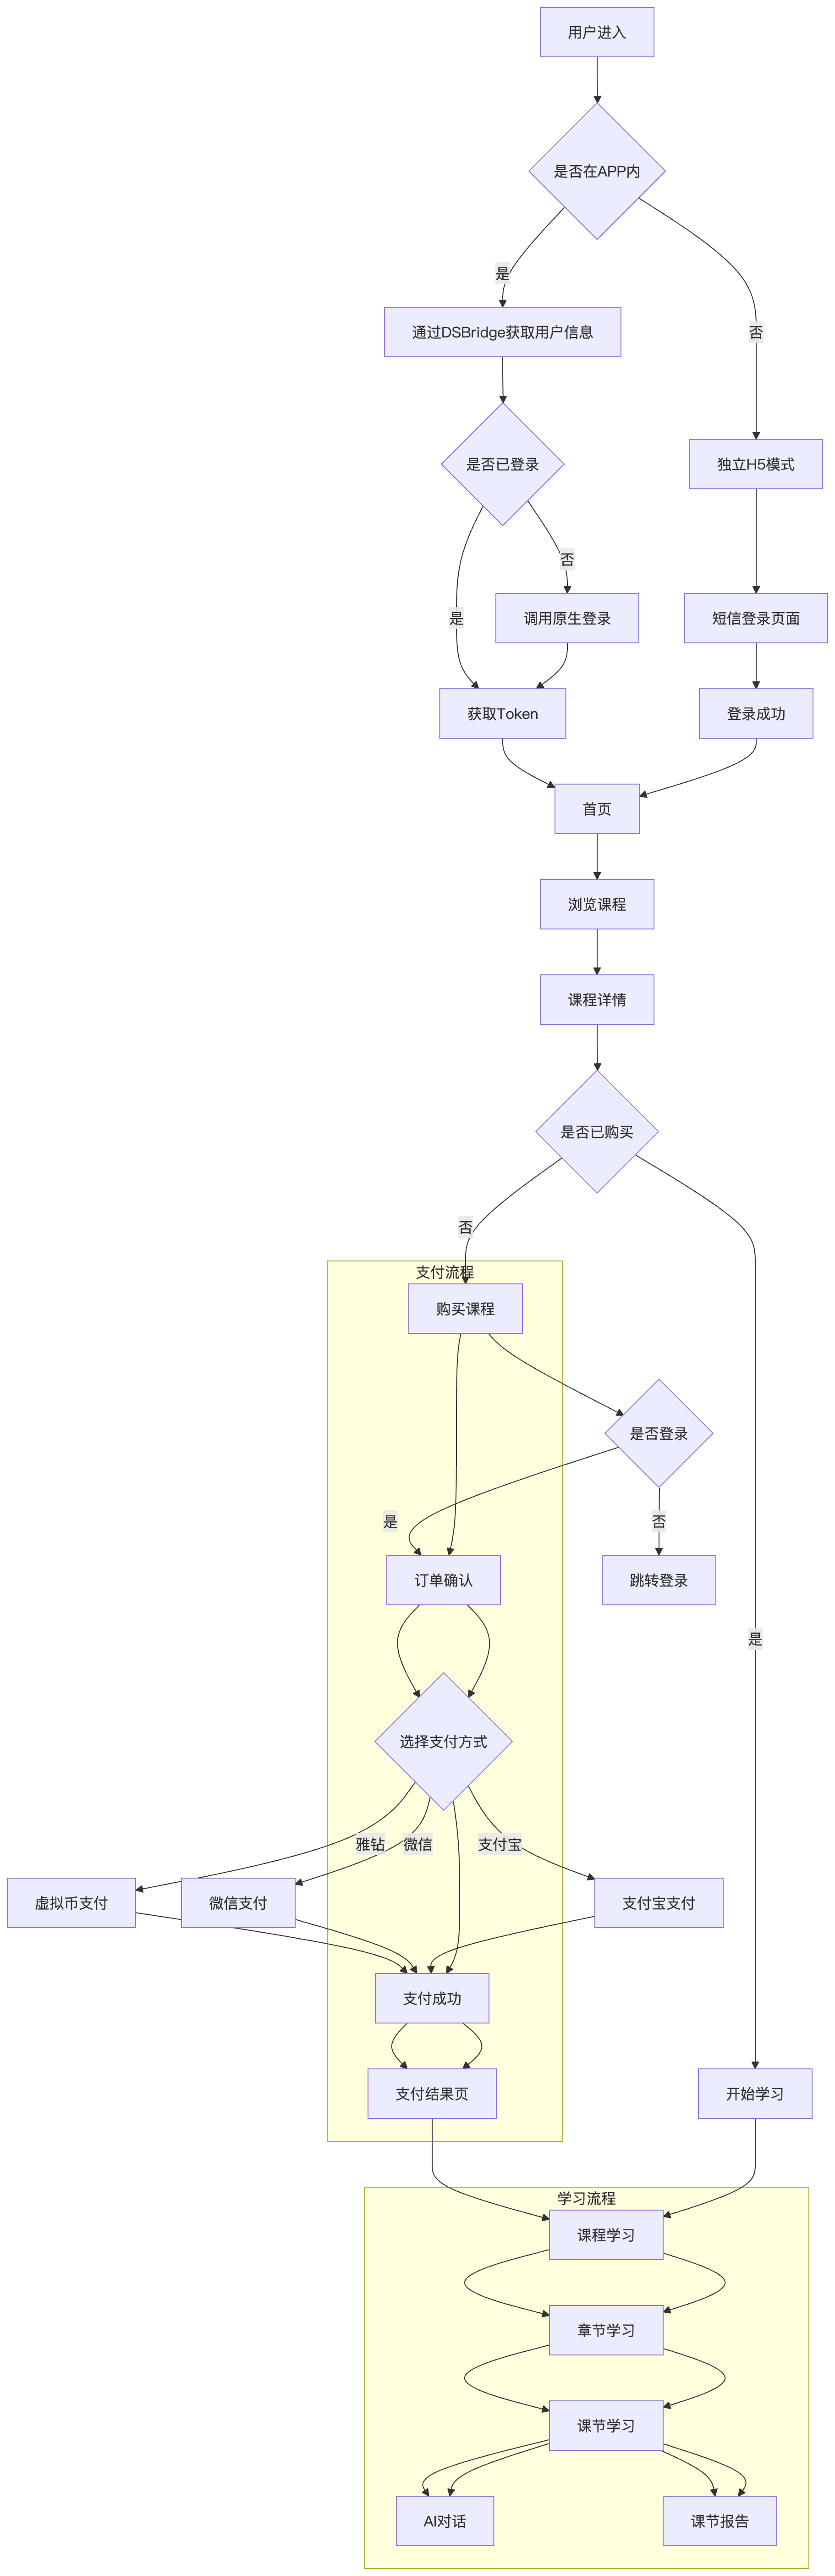 用户进入
是否在APP内
是
否
通过DSBridge获取用户信息
是否已登录
独立H5模式
否
是
调用原生登录
短信登录页面
获取Token
登录成功
首页
浏览课程
课程详情
是否已购买
否
支付流程
购买课程
是否登录
是
否
订单确认
跳转登录
是
选择支付方式
雅钻
微信
支付宝
虚拟币支付
微信支付
支付宝支付
支付成功
支付结果页
开始学习
学习流程
课程学习
章节学习
课节学习
AI对话
课节报告